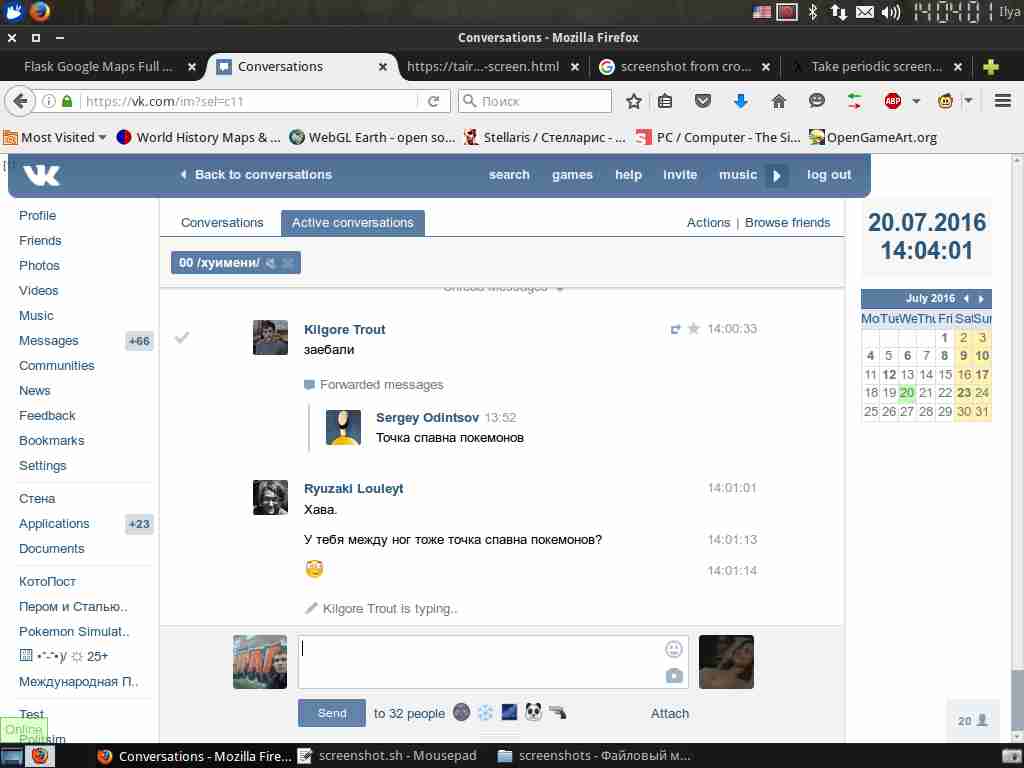 14:04:01 Ilya
Conversations - Mozilla Firefox
Flask Google Maps Full ...
Conversations
https://tair...-screen.html
screenshot from cro...
Take periodic screen...
https://vk.com/im?sel=c11
Поиск
ABP
Most Visited
World History Maps & ...
WebGL Earth - open so...
Stellaris / Стелларис - ...
PC / Computer - The Si...
OpenGameArt.org
Back to conversations
search games help invite music log out
Profile
Friends
Photos
Videos
Music
Messages +66
Communities
News
Feedback
Bookmarks
Settings
Стена
Applications +23
Documents
КотоПост
Пером и Сталью..
Pokemon Simulat..
25+
Международная П..
Test
Politsim
Online
Conversations Active conversations Actions | Browse friends
00 /хуимени/
Unread Messages
Kilgore Trout 14:00:33
заебали
Forwarded messages
Sergey Odintsov 13:52
Точка спавна покемонов
Ryuzaki Louleyt 14:01:01
Хава.
У тебя между ног тоже точка спавна покемонов? 14:01:13
14:01:14
Kilgore Trout is typing..
Send to 32 people Attach
20.07.2016
14:04:01
July 2016
Mo Tue We Thu Fri Sat Sun
1 2 3
4 5 6 7 8 9 10
11 12 13 14 15 16 17
18 19 20 21 22 23 24
25 26 27 28 29 30 31
20
Conversations - Mozilla Fire...
screenshot.sh - Mousepad
screenshots - Файловый м...